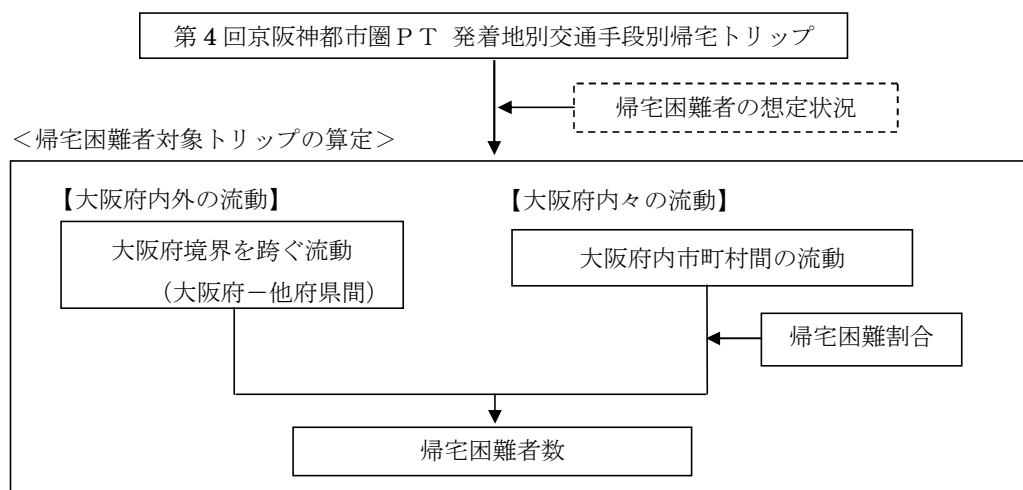 第4回京阪神都市圏PT 発着地別交通手段別帰宅トリップ
帰宅困難者の想定状況
<帰宅困難者対象トリップの算定>
【大阪府内外の流動】
【大阪府内々の流動】
大阪府境界を跨ぐ流動
(大阪府-他府県間)
大阪府内市町村間の流動
帰宅困難割合
帰宅困難者数